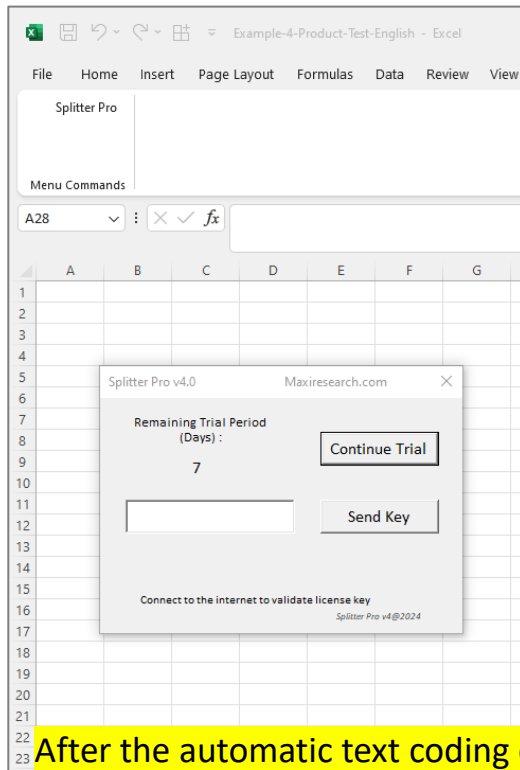 Example-4-Product-Test-English - Excel
File Home Insert Page Layout Formulas Data Review View
Splitter Pro
Menu Commands
A28 fx
A B C D E F G
1
2
3
4
5
Splitter Pro v4.0 Maxiresearch.com
6
7
Remaining Trial Period
8
(Days) :
Continue Trial
9
7
10
11
12
Send Key
13
14
15
Connect to the internet to validate license key
16
Splitter Pro v4@2024
17
18
19
20
21
22
After the automatic text coding
23